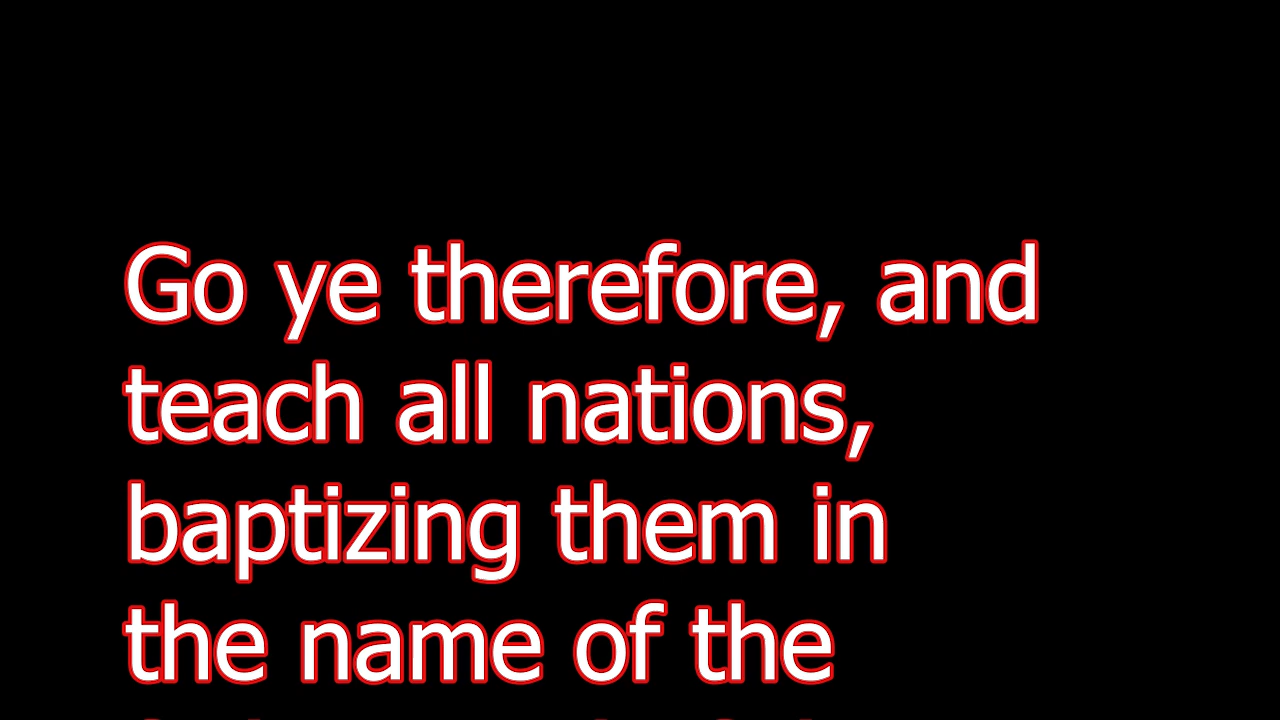 Go ye therefore, and
teach all nations,
baptizing them in
the name of the